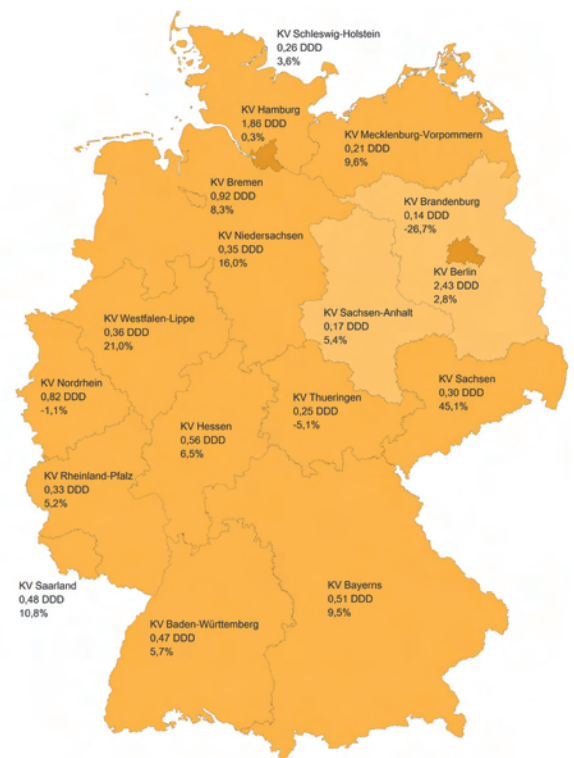 KV Schleswig-Holstein
0,26 DDD
3,6%
KV Hamburg
1,86 DDD
0,3%
KV Mecklenburg-Vorpommern
0,21 DDD
9,6%
KV Bremen
0,92 DDD
8,3%
KV Brandenburg
0,14 DDD
-26,7%
KV Niedersachsen
0,35 DDD
16,0%
KV Berlin
2,43 DDD
2,8%
KV Westfalen-Lippe
0,36 DDD
21,0%
KV Sachsen-Anhalt
0,17 DDD
5,4%
KV Nordrhein
0,82 DDD
-1,1%
KV Thueringen
0,25 DDD
-5,1%
KV Sachsen
0,30 DDD
45,1%
KV Hessen
0,56 DDD
6,5%
KV Rheinland-Pfalz
0,33 DDD
5,2%
KV Saarland
0,48 DDD
10,8%
KV Bayerns
0,51 DDD
9,5%
KV Baden-Württemberg
0,47 DDD
5,7%